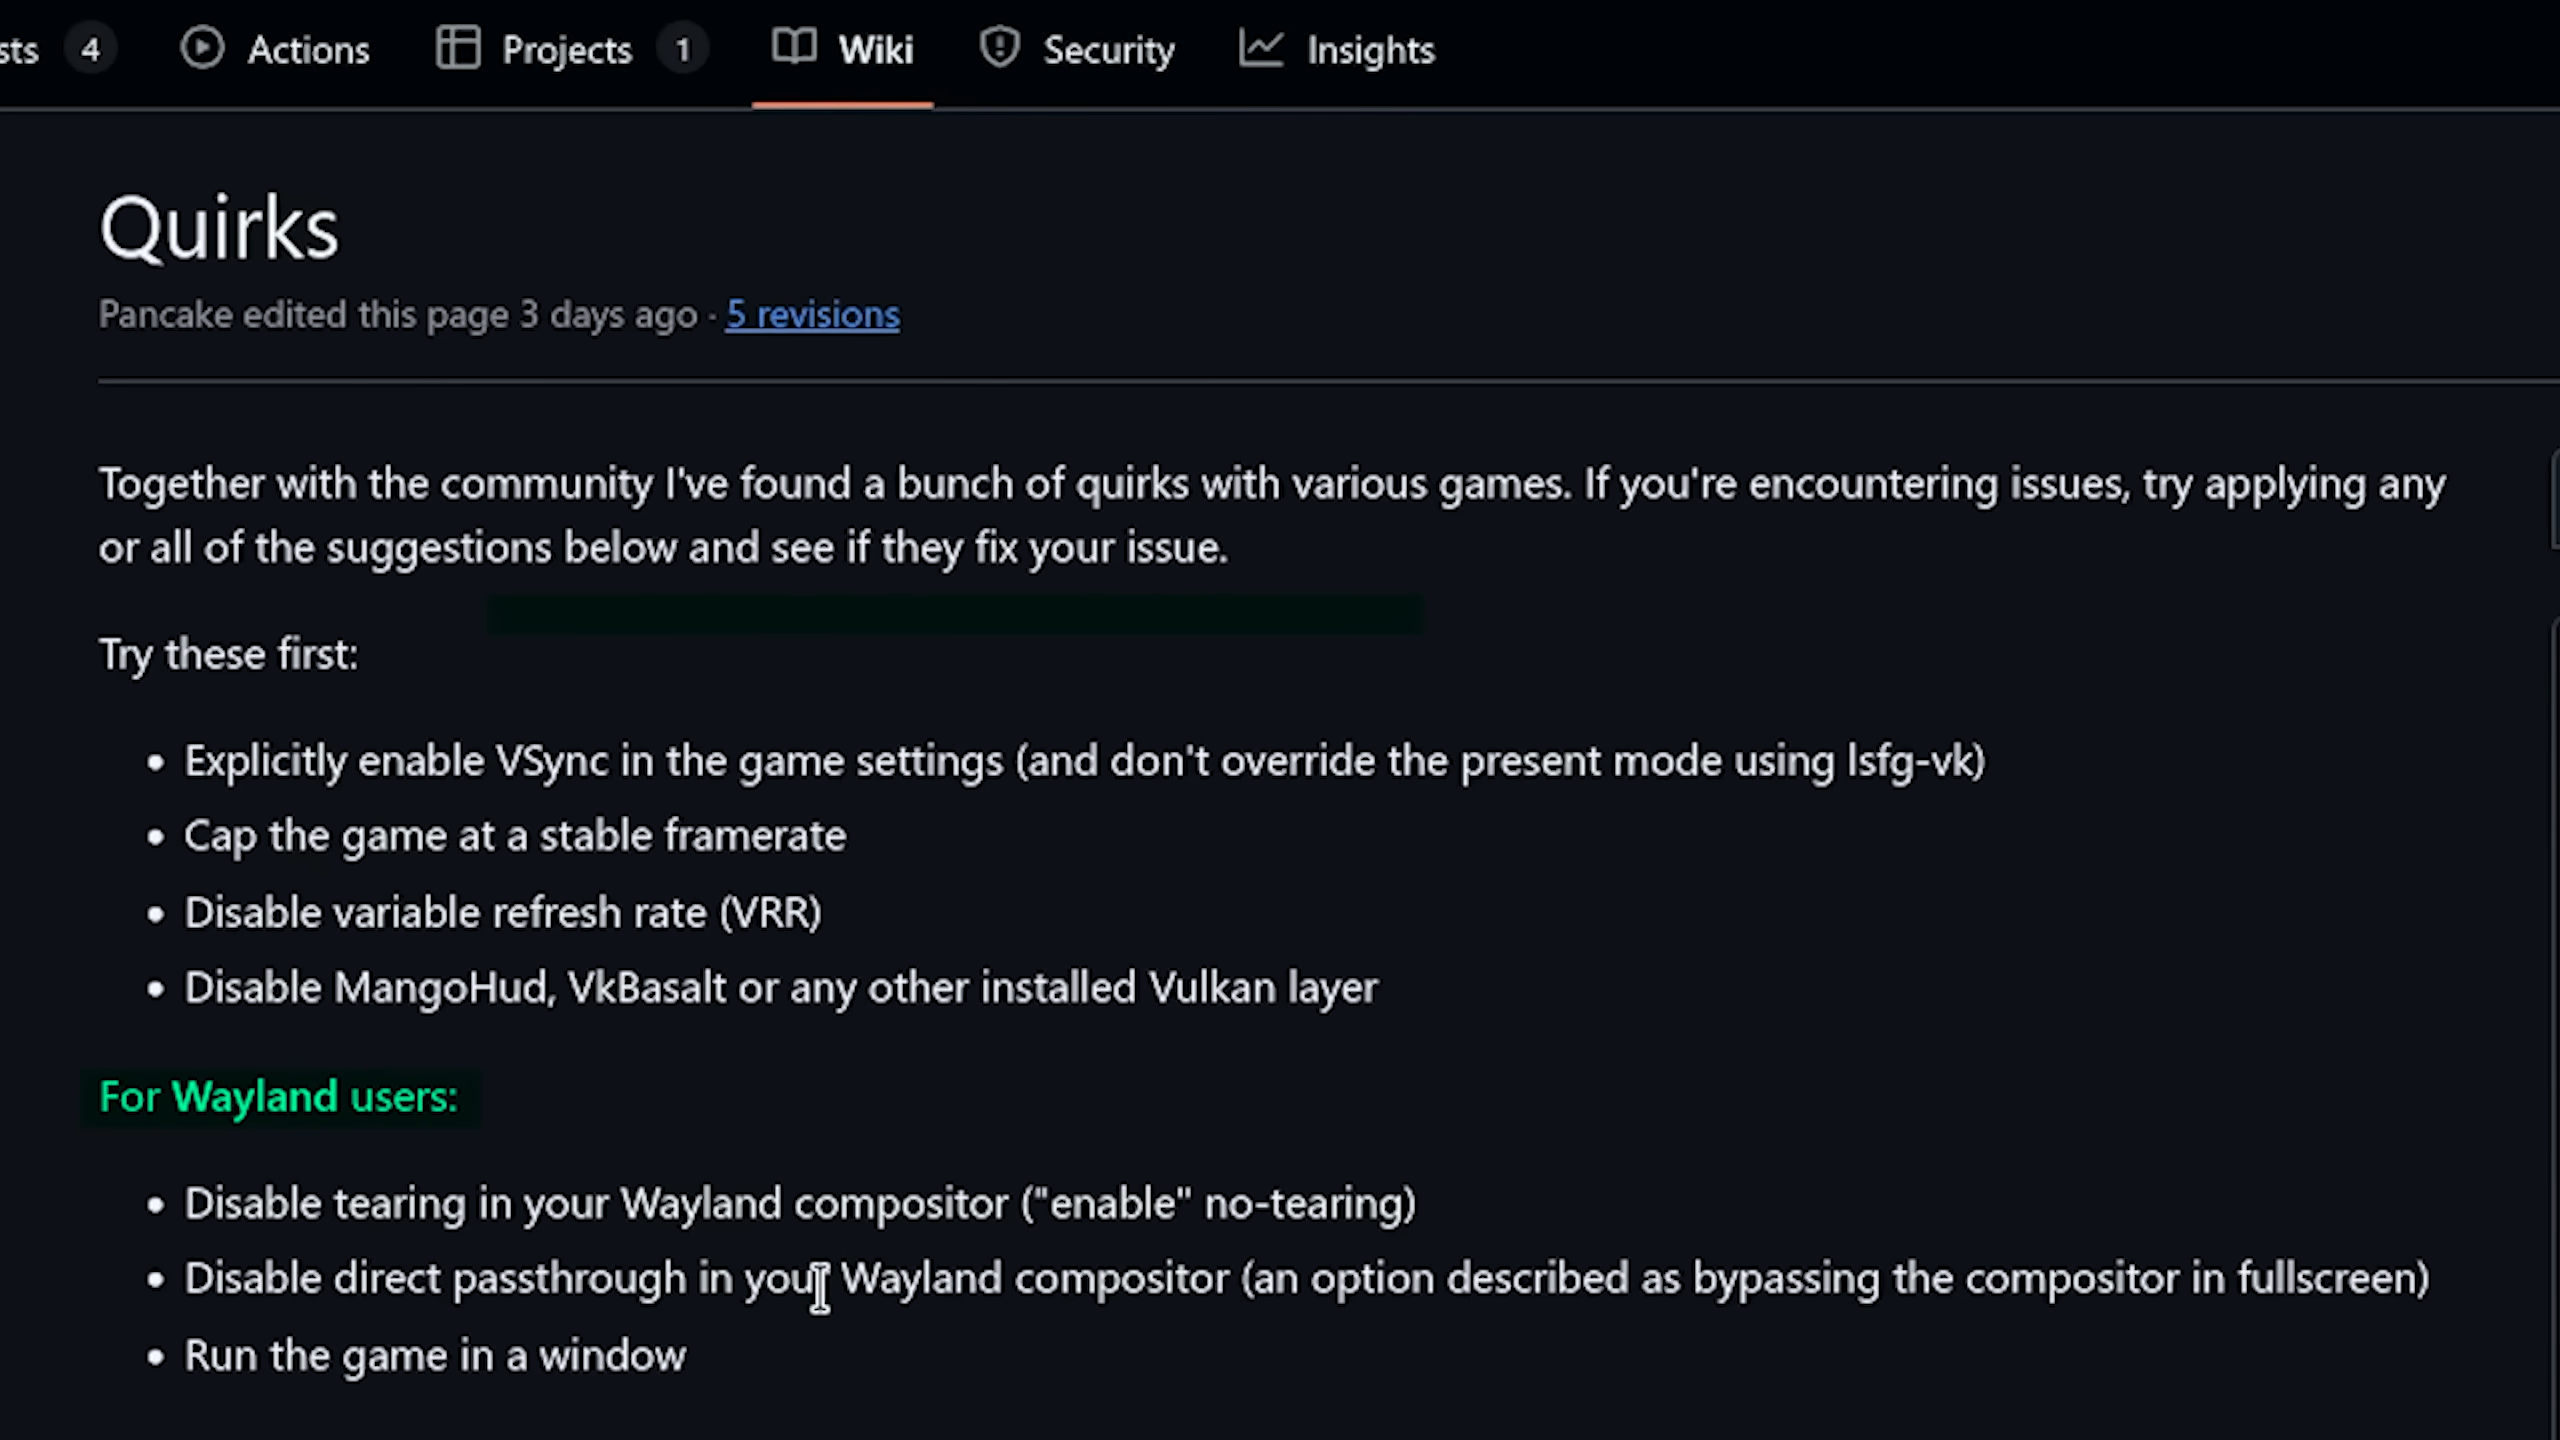 sts 4 Actions Projects 1 Wiki Security Insights
Quirks
Pancake edited this page 3 days ago · 5 revisions
Together with the community I've found a bunch of quirks with various games. If you're encountering issues, try applying any
or all of the suggestions below and see if they fix your issue.
Try these first:
• Explicitly enable VSync in the game settings (and don't override the present mode using lsfg-vk)
• Cap the game at a stable framerate
• Disable variable refresh rate (VRR)
• Disable MangoHud, VkBasalt or any other installed Vulkan layer
For Wayland users:
• Disable tearing in your Wayland compositor ("enable" no-tearing)
• Disable direct passthrough in your Wayland compositor (an option described as bypassing the compositor in fullscreen)
• Run the game in a window